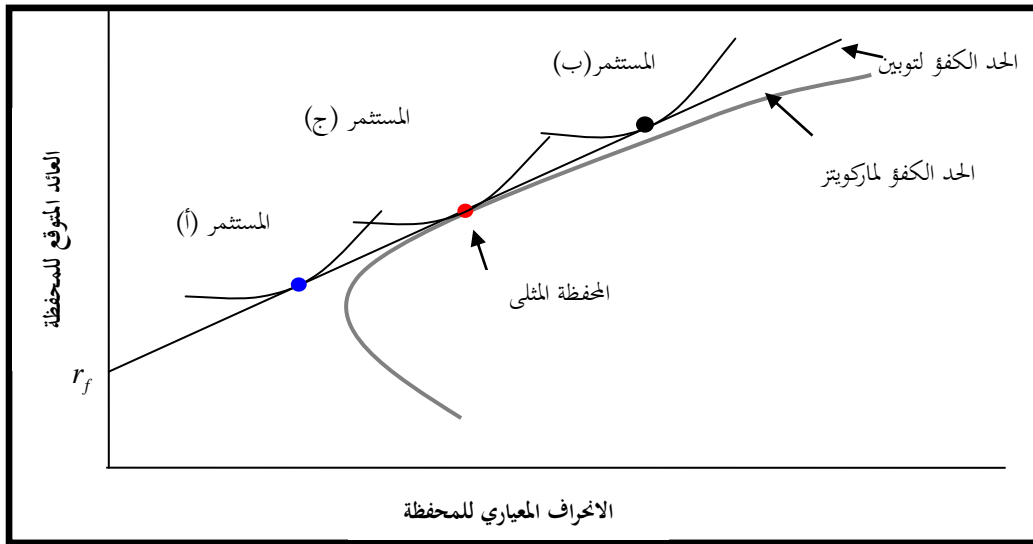 المستثمر(ب)
الحد الكفؤ لتوبين
المستثمر (ج)
الحد الكفؤ لماركويتز
المستثمر (أ)
المحفظة المثلى
العائد المتوقع للمحفظة
r_f
الانحراف المعياري للمحفظة